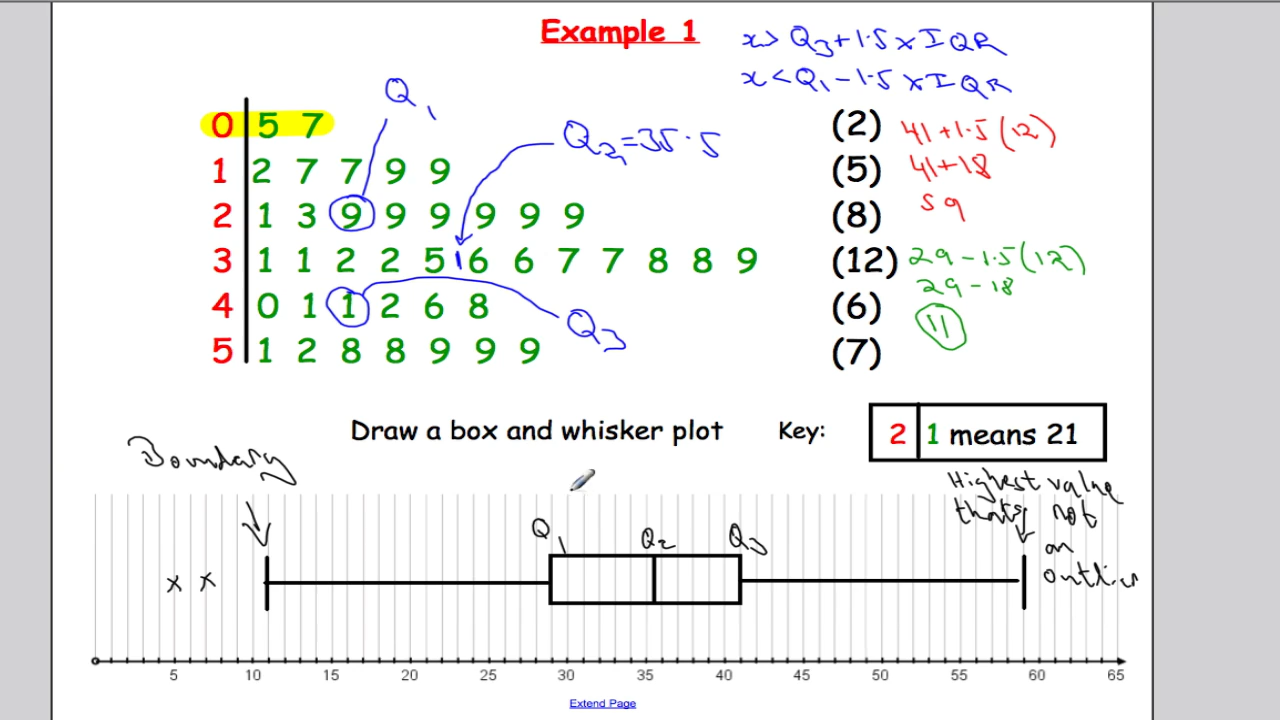 Example 1
x> Q3+1.5xIQR
x<Q1-1.5xIQR
Q1
Q2=35.5
0 5 7 (2)
1 2 7 7 9 9 (5)
2 1 3 9 9 9 9 9 9 (8)
3 1 1 2 2 5 6 6 7 7 8 8 9 (12)
4 0 1 1 2 6 8 (6)
5 1 2 8 8 9 9 9 (7)
41+1.5(12)
41+18
59
29-1.5(12)
29-18
11
Q3
Draw a box and whisker plot
Key:
2 1 means 21
Boundary
Highest value
thats not
an
outlier
Q1 Q2 Q3
x x
5 10 15 20 25 30 35 40 45 50 55 60 65
Extend Page